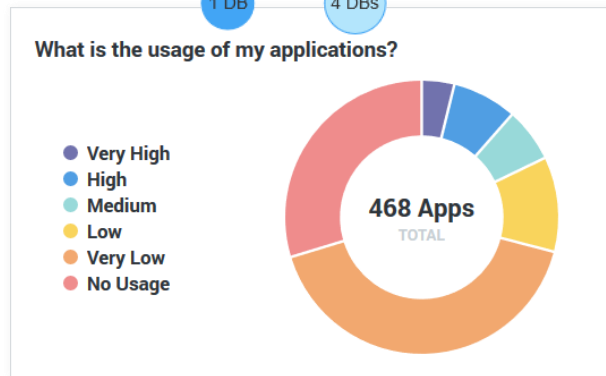 1 DB
4 DBs
What is the usage of my applications?
Very High
High
Medium
Low
Very Low
No Usage
468 Apps
TOTAL